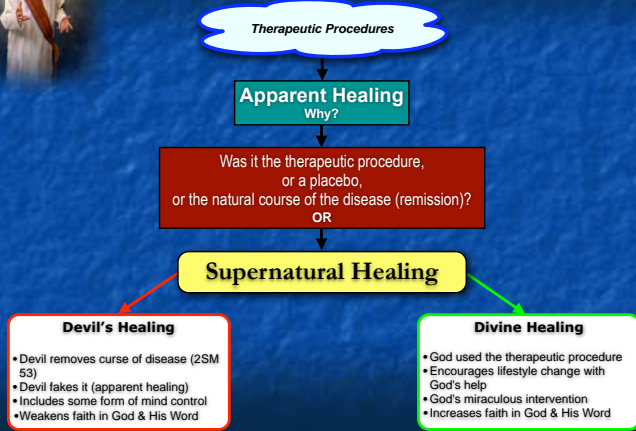 Therapeutic Procedures
Apparent Healing
Why?
Was it the therapeutic procedure,
or a placebo,
or the natural course of the disease (remission)?
OR
Supernatural Healing
Devil's Healing
• Devil removes curse of disease (2SM
53)
• Devil fakes it (apparent healing)
• Includes some form of mind control
• Weakens faith in God & His Word
Divine Healing
• God used the therapeutic procedure
• Encourages lifestyle change with
God's help
• God's miraculous intervention
• Increases faith in God & His Word